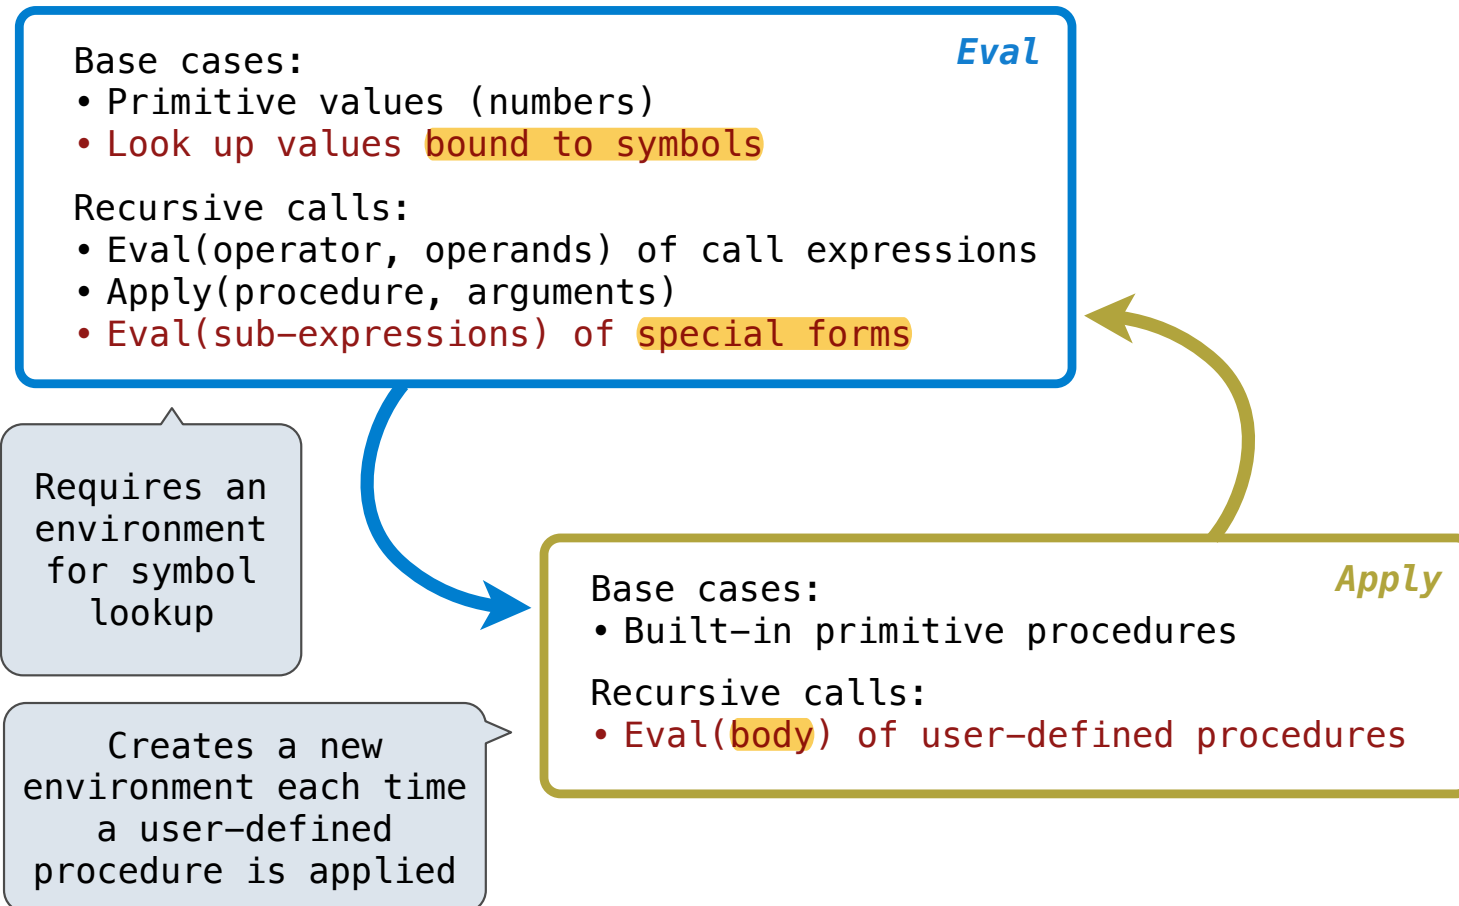 Eval
Base cases:
• Primitive values (numbers)
• Look up values bound to symbols
Recursive calls:
• Eval(operator, operands) of call expressions
• Apply(procedure, arguments)
• Eval(sub-expressions) of special forms
Requires an
environment
for symbol
lookup
Apply
Base cases:
• Built-in primitive procedures
Recursive calls:
• Eval(body) of user-defined procedures
Creates a new
environment each time
a user-defined
procedure is applied